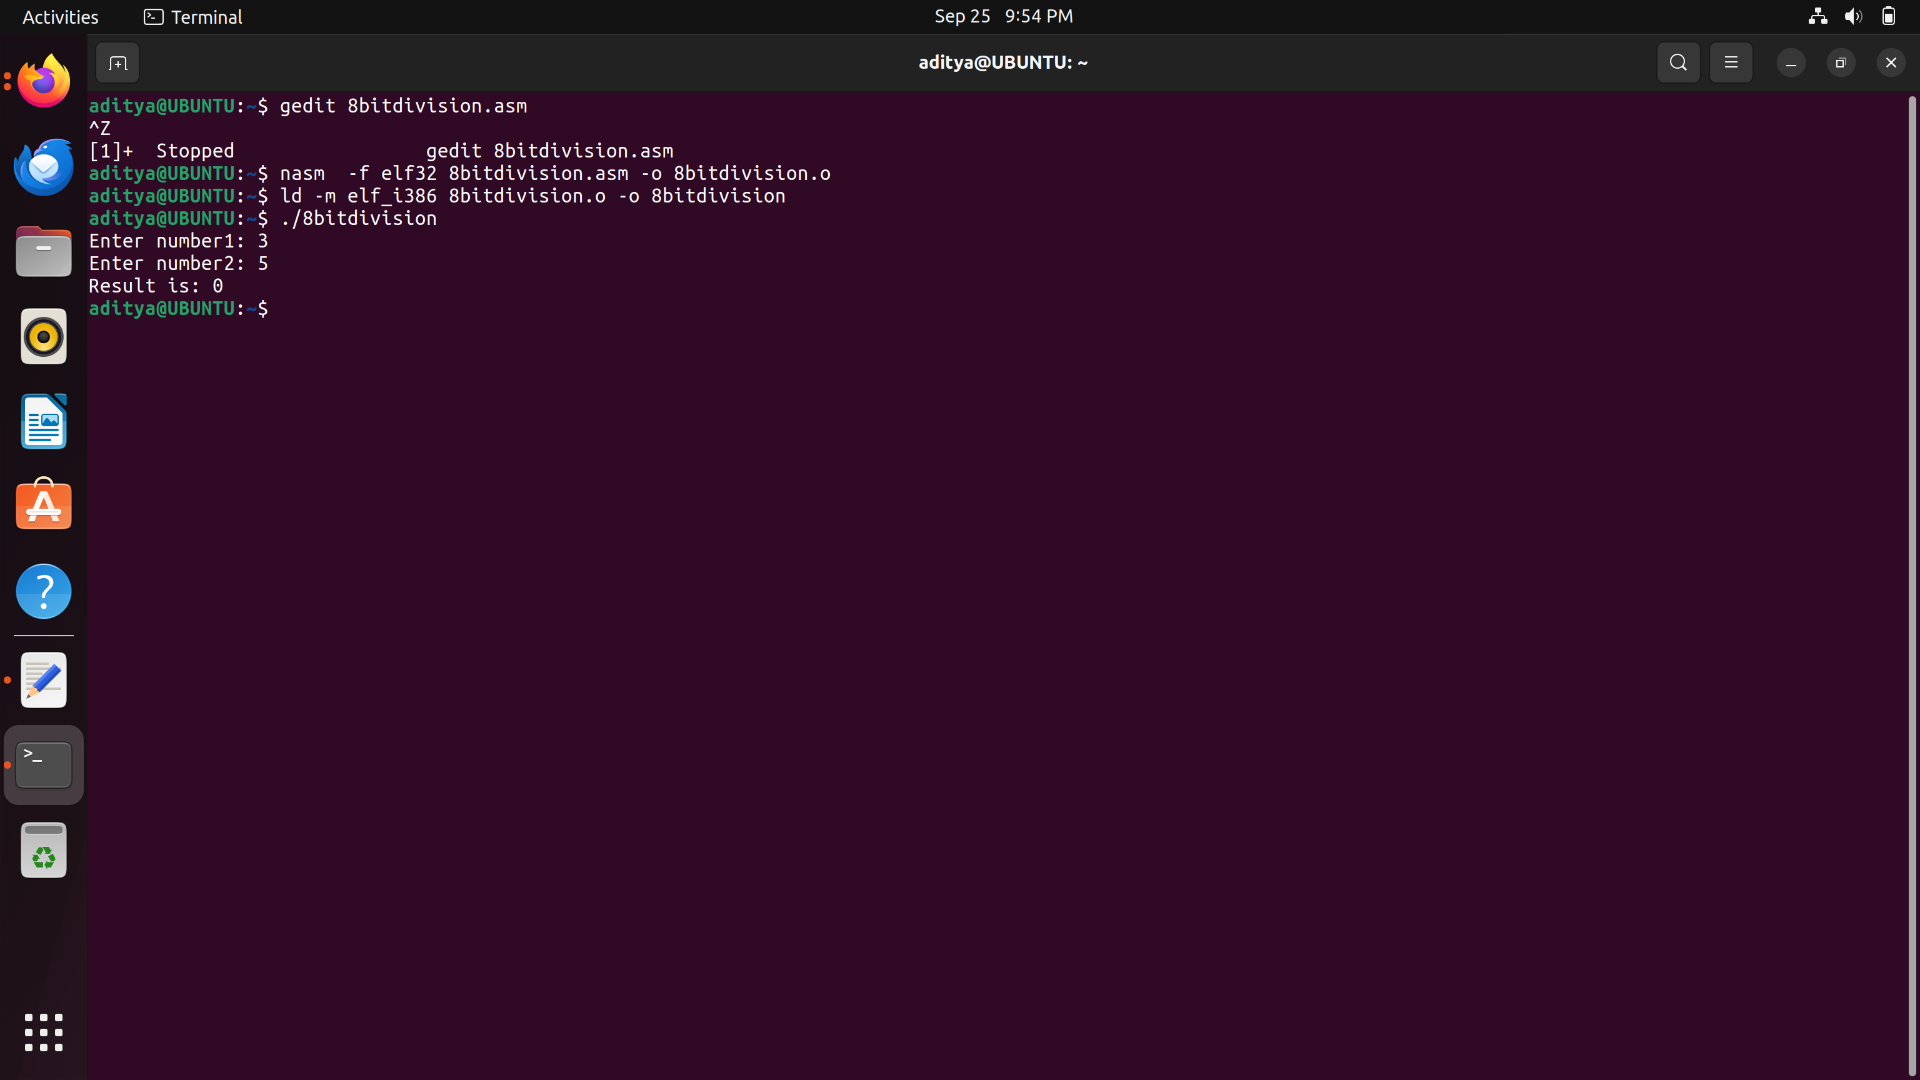 Activities Terminal Sep 25 9:54 PM
aditya@UBUNTU: ~
aditya@UBUNTU:~$ gedit 8bitdivision.asm
^Z
[1]+  Stopped                 gedit 8bitdivision.asm
aditya@UBUNTU:~$ nasm  -f elf32 8bitdivision.asm -o 8bitdivision.o
aditya@UBUNTU:~$ ld -m elf_i386 8bitdivision.o -o 8bitdivision
aditya@UBUNTU:~$ ./8bitdivision
Enter number1: 3
Enter number2: 5
Result is: 0
aditya@UBUNTU:~$